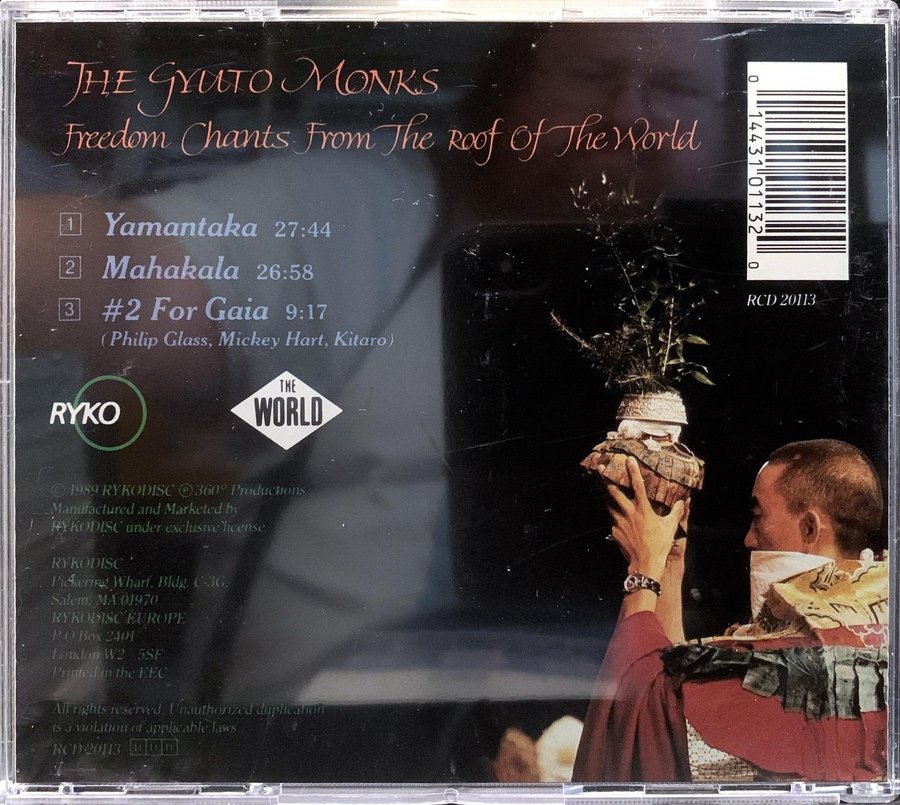 The Gyuto Monks
Freedom Chants From The Roof Of The World
1 Yamantaka 27:44
2 Mahakala 26:58
3 #2 For Gaia 9:17
(Philip Glass, Mickey Hart, Kitaro)
RYKO
THE
WORLD
© 1989 RYKODISC ℗ 360° Productions
Manufactured and Marketed by
RYKODISC under exclusive license.
RYKODISC
Pickering Wharf, Bldg. C-3G,
Salem, MA 01970
RYKODISC EUROPE
P O Box 2401
London W2 5SF
Printed in the EEC
All rights reserved. Unauthorized duplication
is a violation of applicable laws
RCD 20113 DDD
0 14431 01132 0
RCD 20113